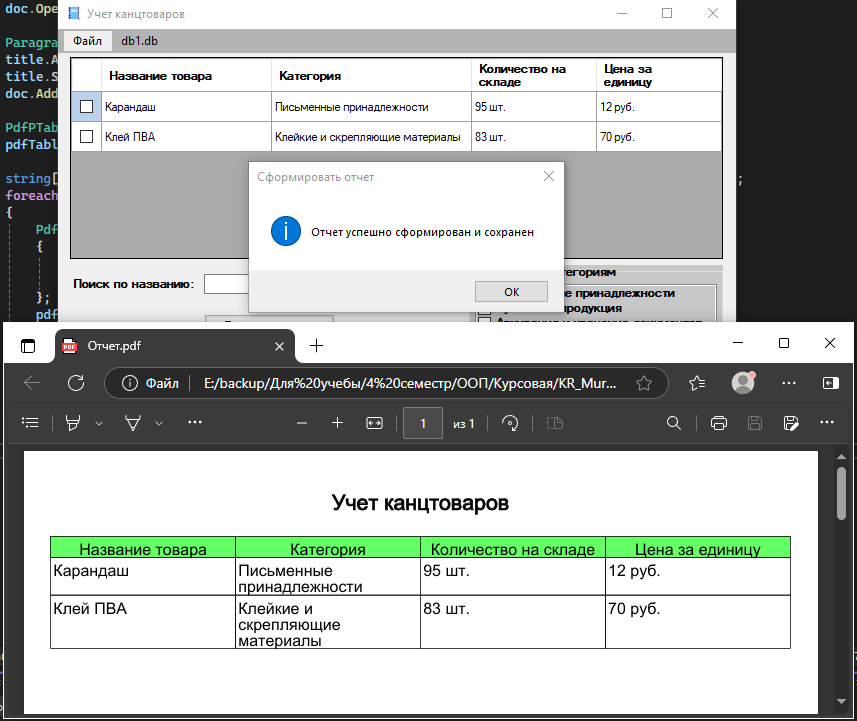 doc.Ope
Учет канцтоваров
Файл db1.db
Paragra
title.A
title.S
doc.Add
Название товара Категория Количество на складе Цена за единицу
Карандаш Письменные принадлежности 95 шт. 12 руб.
Клей ПВА Клейкие и скрепляющие материалы 83 шт. 70 руб.
PdfPTab
pdfTabl
string[ ;
foreach
{
Pdf
{
};
pdf
Сформировать отчет
Отчет успешно сформирован и сохранен
OK
Поиск по названию:
егориям
е принадлежности
продукция
Отчет.pdf
Файл E:/backup/Для%20учебы/4%20семестр/ООП/Курсовая/KR_Mur...
1 из 1
Учет канцтоваров
Название товара Категория Количество на складе Цена за единицу
Карандаш Письменные принадлежности 95 шт. 12 руб.
Клей ПВА Клейкие и скрепляющие материалы 83 шт. 70 руб.